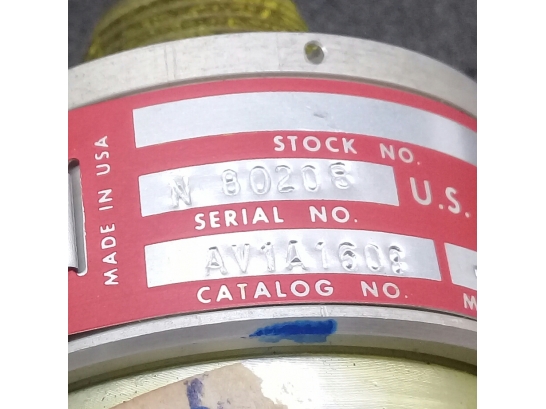 MADE IN USA
STOCK NO.
N 80208
SERIAL NO.
U.S.
AV1A1608
CATALOG NO.
M